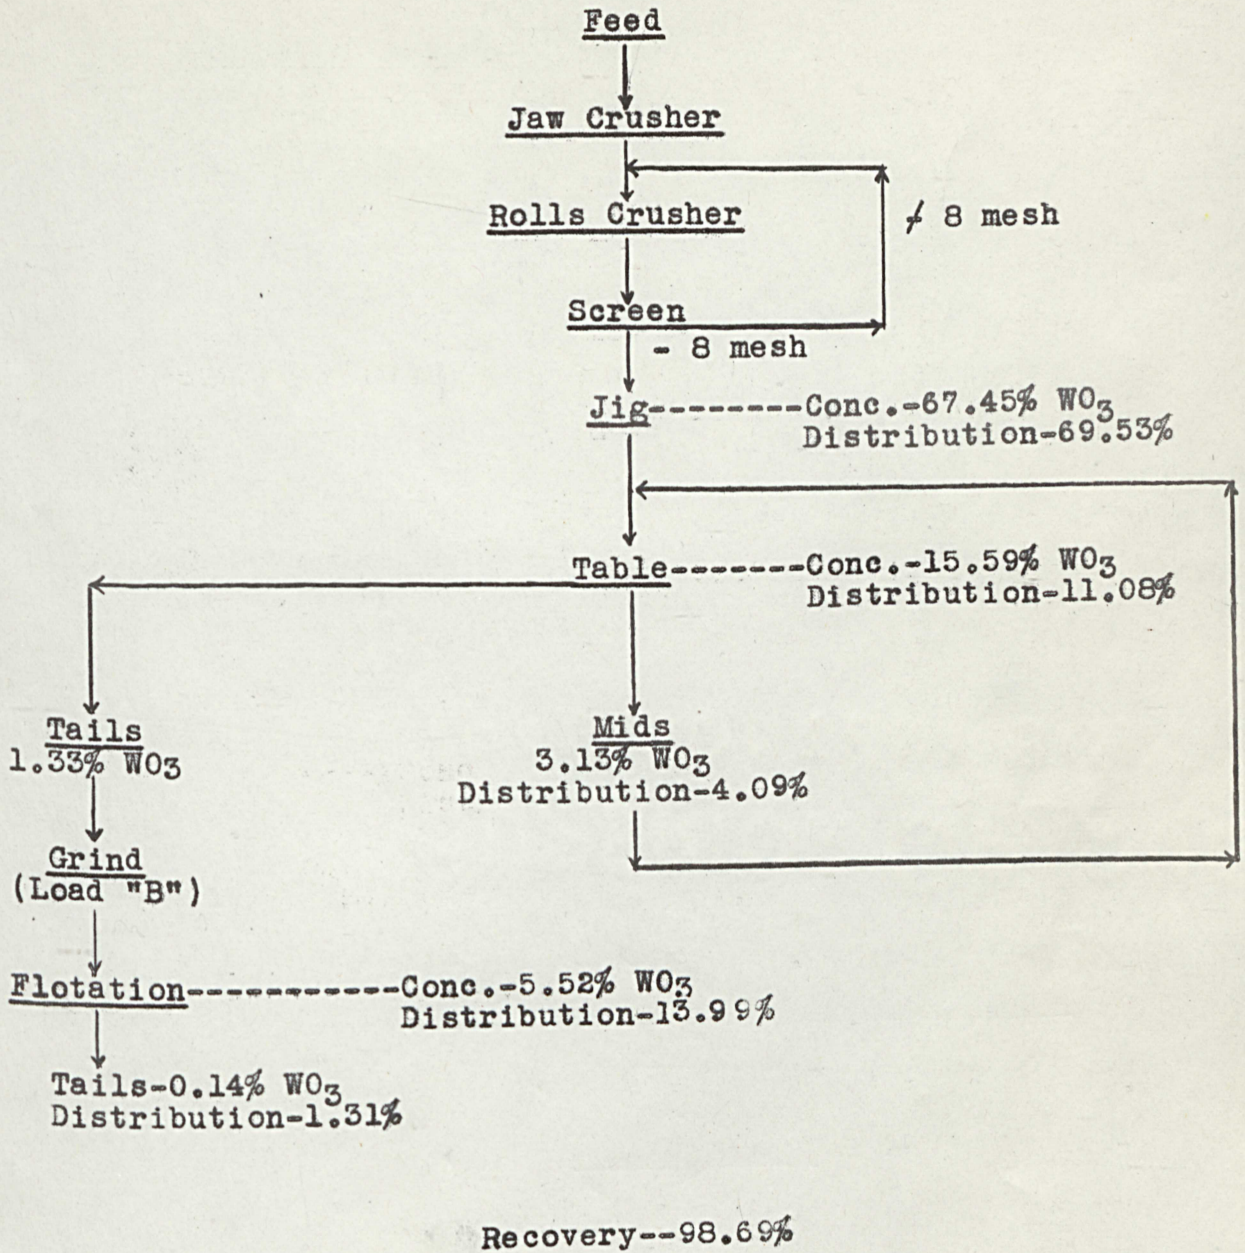 Feed
Jaw Crusher
Rolls Crusher
≠ 8 mesh
Screen
- 8 mesh
Jig--------Conc.-67.45% WO3
Distribution-69.53%
Table-------Conc.-15.59% WO3
Distribution-11.08%
Tails
1.33% WO3
Mids
3.13% WO3
Distribution-4.09%
Grind
(Load "B")
Flotation-----------Conc.-5.52% WO3
Distribution-13.99%
Tails-0.14% WO3
Distribution-1.31%
Recovery--98.69%